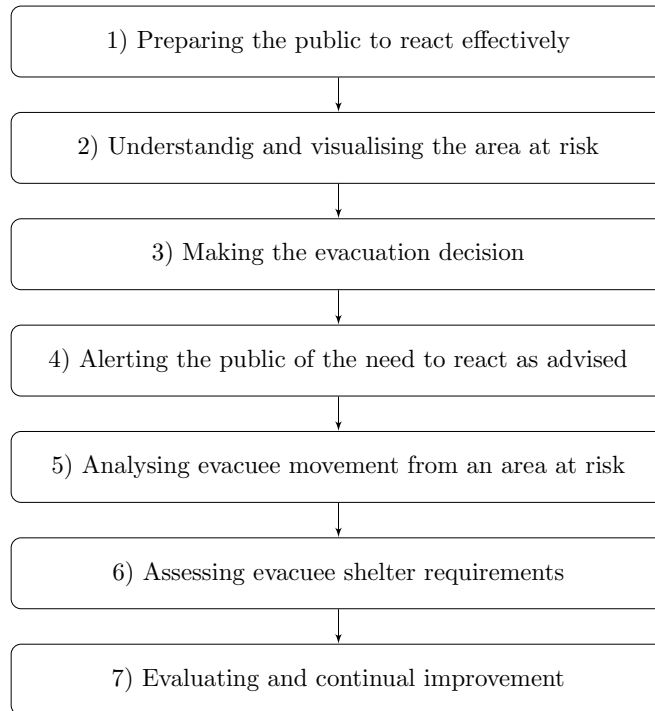 1) Preparing the public to react effectively
2) Understandig and visualising the area at risk
3) Making the evacuation decision
4) Alerting the public of the need to react as advised
5) Analysing evacuee movement from an area at risk
6) Assessing evacuee shelter requirements
7) Evaluating and continual improvement